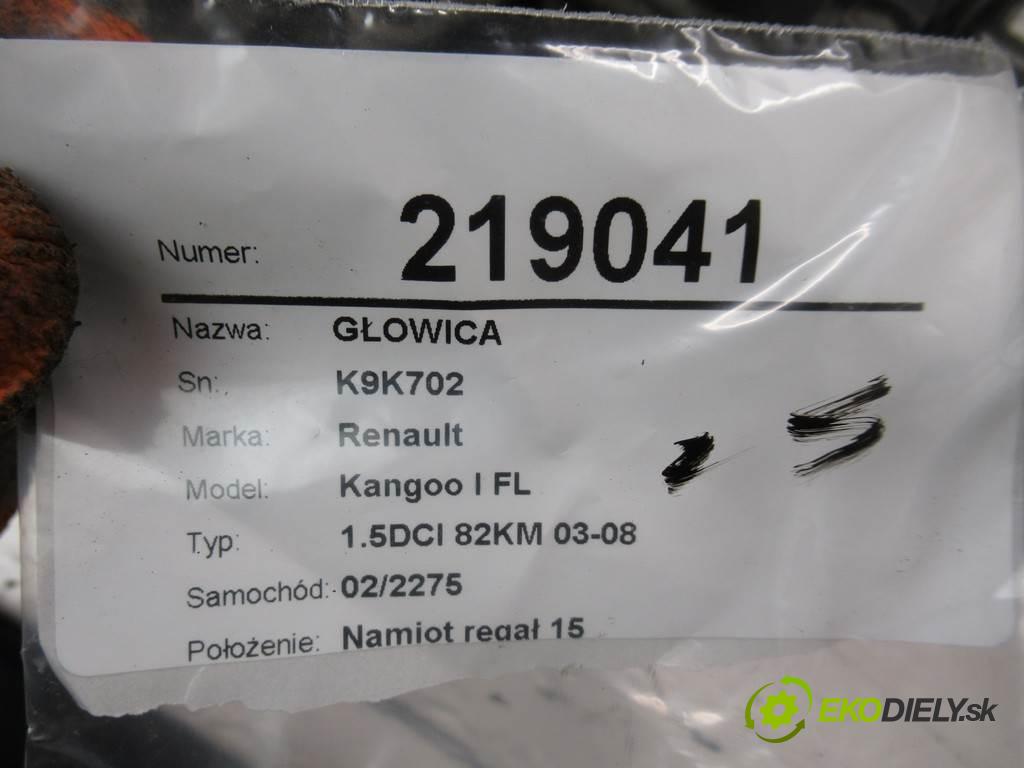 Numer: 219041
Nazwa: GŁOWICA
Sn: K9K702
Marka: Renault
Model: Kangoo I FL
Typ: 1.5DCI 82KM 03-08
Samochód: 02/2275
Położenie: Namiot regał 15
EKODIELY.sk